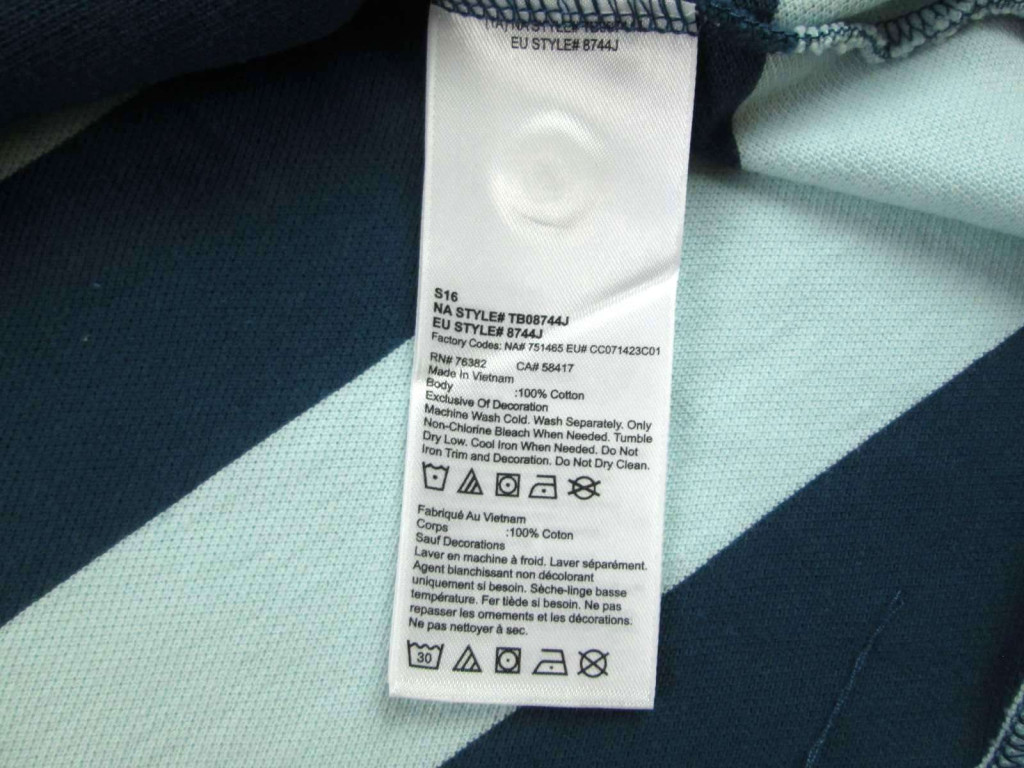 EU STYLE# 8744J
S16
NA STYLE# TB08744J
EU STYLE# 8744J
Factory Codes: NA# 751465 EU# CC071423C01
RN# 76382 CA# 58417
Made In Vietnam
Body :100% Cotton
Exclusive Of Decoration
Machine Wash Cold. Wash Separately. Only
Non-Chlorine Bleach When Needed. Tumble
Dry Low. Cool Iron When Needed. Do Not
Iron Trim and Decoration. Do Not Dry Clean.
Fabriqué Au Vietnam
Corps :100% Coton
Sauf Decorations
Laver en machine à froid. Laver séparément.
Agent blanchissant non décolorant
uniquement si besoin. Sèche-linge basse
température. Fer tiède si besoin. Ne pas
repasser les ornements et les décorations.
Ne pas nettoyer à sec.
30